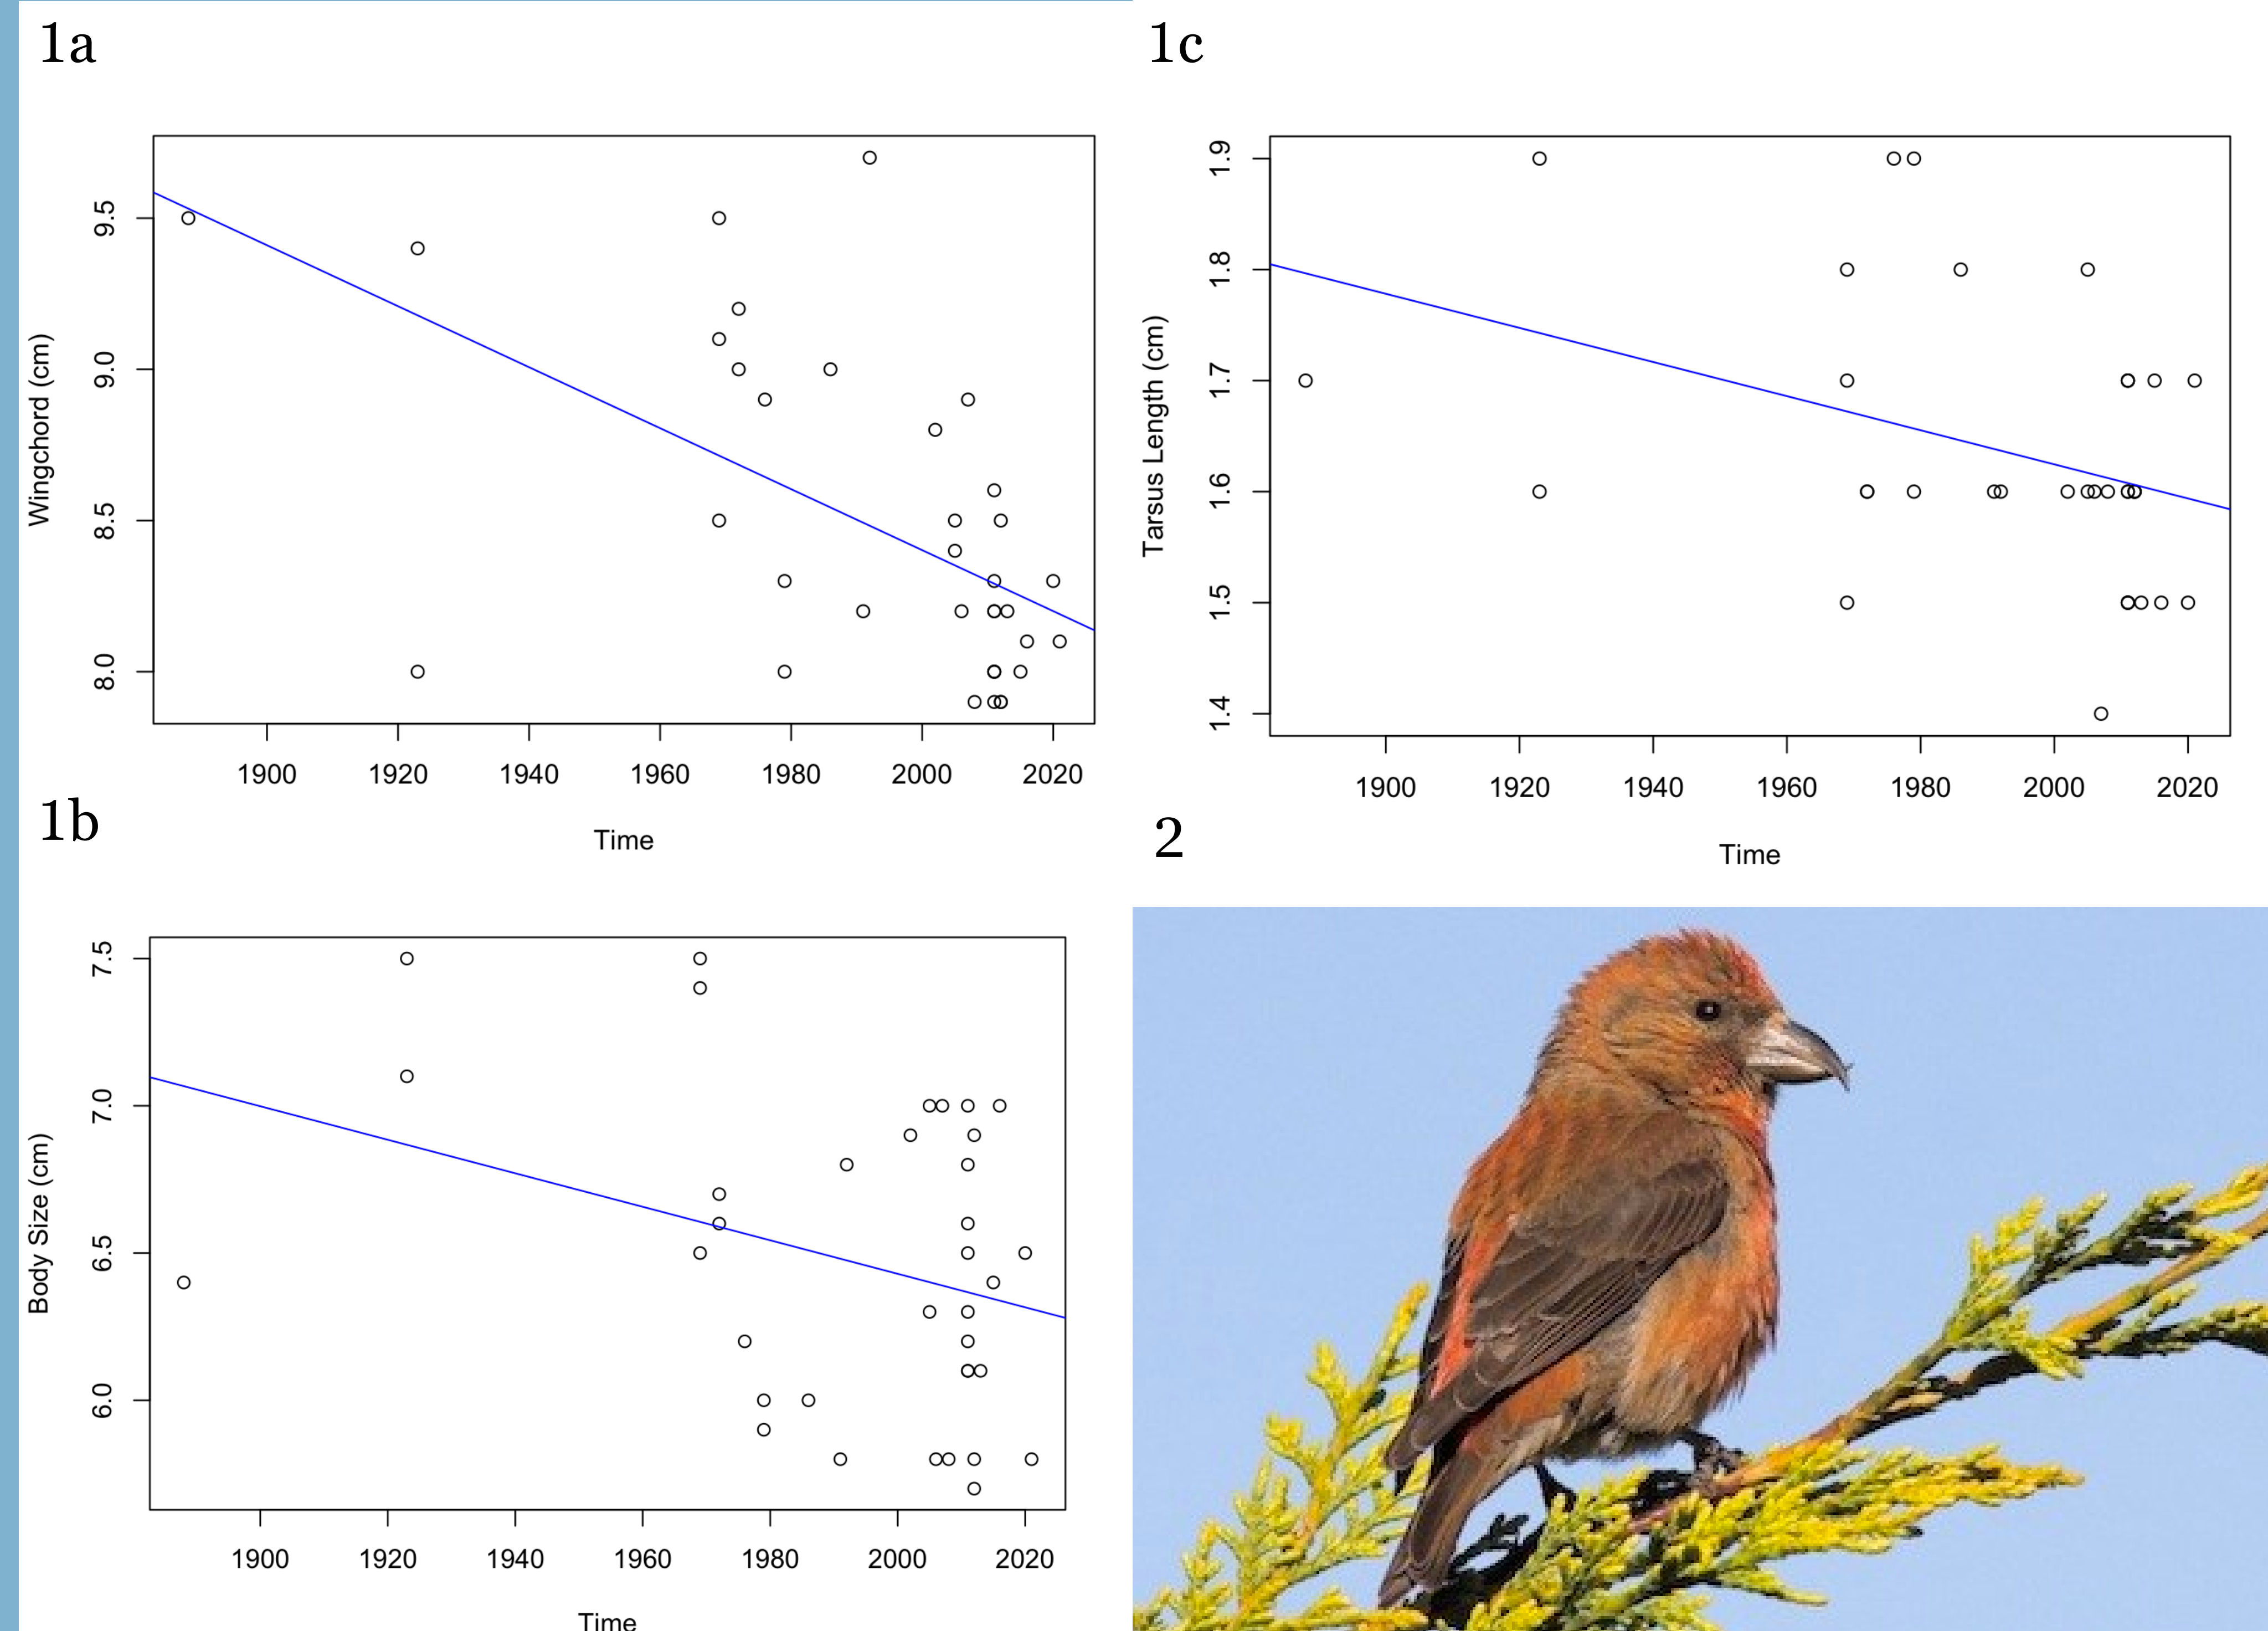 1a
Wingchord (cm)
9.5
9.0
8.5
8.0
1900 1920 1940 1960 1980 2000 2020
Time
1b
Body Size (cm)
7.5
7.0
6.5
6.0
1900 1920 1940 1960 1980 2000 2020
Time
1c
Tarsus Length (cm)
1.9
1.8
1.7
1.6
1.5
1.4
1900 1920 1940 1960 1980 2000 2020
Time
2